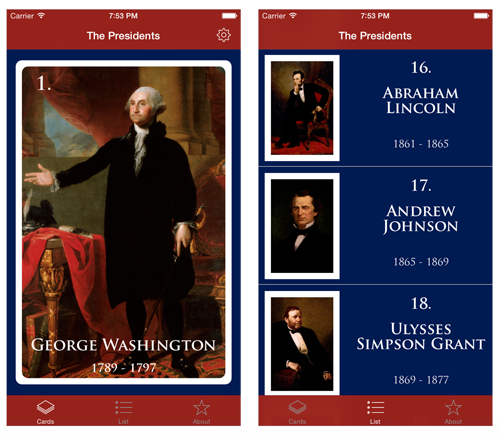 Carrier 7:53 PM
The Presidents
1.
GEORGE WASHINGTON
1789 - 1797
Cards List About
Carrier 7:53 PM
The Presidents
16.
ABRAHAM
LINCOLN
1861 - 1865
17.
ANDREW
JOHNSON
1865 - 1869
18.
ULYSSES
SIMPSON GRANT
1869 - 1877
Cards List About